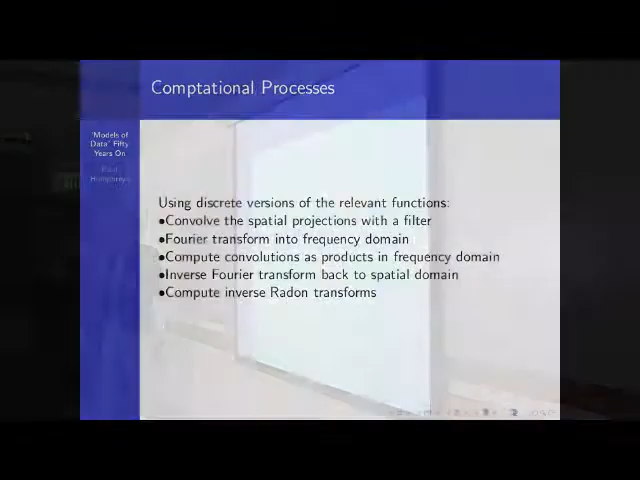 Comptational Processes
'Models of
Data' Fifty
Years On
Paul
Humphreys
Using discrete versions of the relevant functions:
•Convolve the spatial projections with a filter
•Fourier transform into frequency domain
•Compute convolutions as products in frequency domain
•Inverse Fourier transform back to spatial domain
•Compute inverse Radon transforms